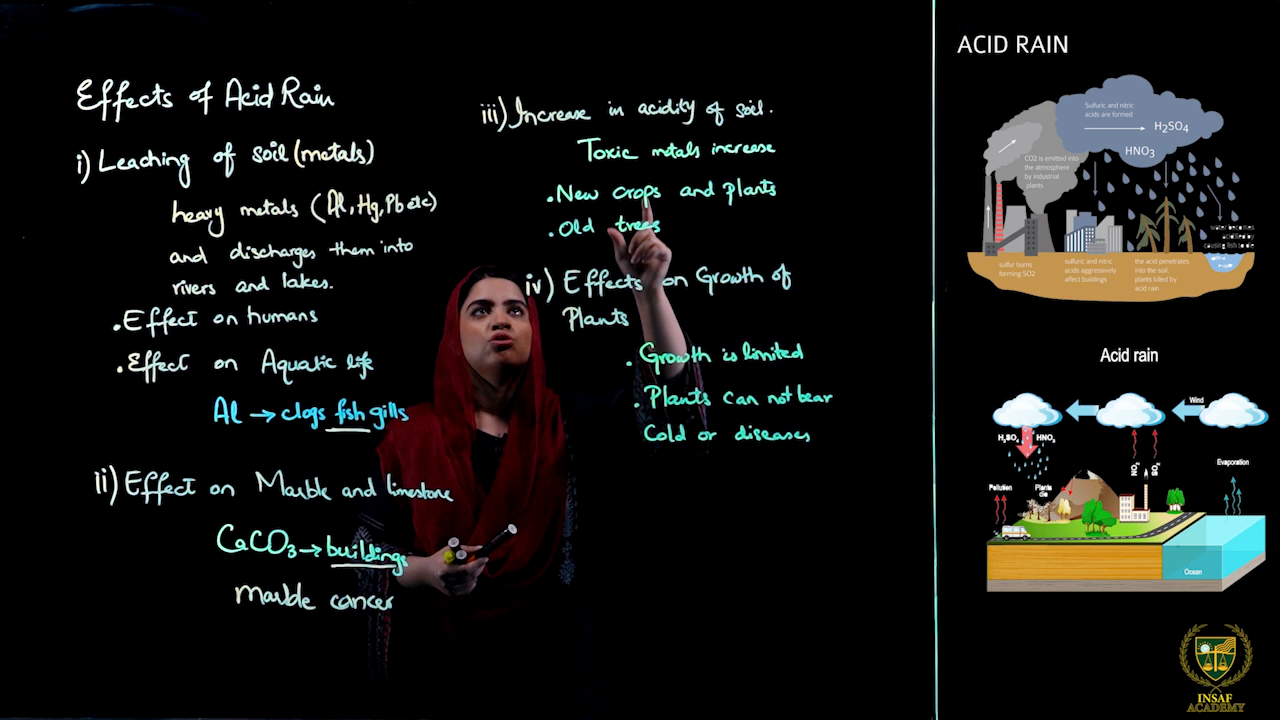 Effects of Acid Rain
i) Leaching of soil (metals)
heavy metals (Al, Hg, Pb etc)
and discharges them into
rivers and lakes.
. Effect on humans
. Effect on Aquatic life
Al → clogs fish gills
ii) Effect on Marble and limestone
CaCO3 → buildings
marble cancer
iii) Increase in acidity of soil.
Toxic metals increase
. New crops and plants
. Old trees
iv) Effects on Growth of
Plants
. Growth is limited
. Plants can not bear
Cold or diseases
ACID RAIN
Sulfuric and nitric
acids are formed
H2SO4
HNO3
CO2 is emitted into
the atmosphere
by industrial
plants
sulfur burns
forming SO2
sulfuric and nitric
acids aggressively
affect buildings
the acid penetrates
into the soil.
plants killed by
acid rain
water becomes
Acid rain
Wind
H2SO4
HNO3
NO2
SO2
Evaporation
Pollution
Plants
die
Ocean
INSAF
ACADEMY